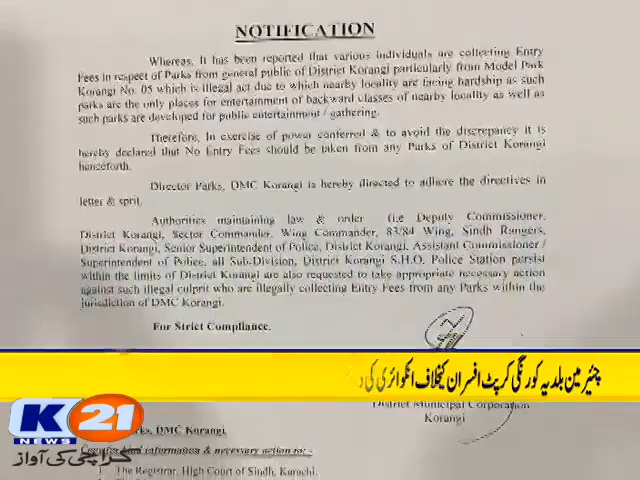 NOTIFICATION
Whereas, It has been reported that various individuals are collecting Entry
Fees in respect of Parks from general public of District Korangi particularly from Model Park
Korangi No. 05 which is illegal act due to which nearby locality are facing hardship as such
parks are the only places for entertainment of backward classes of nearby locality as well as
such parks are developed for public entertainment / gathering.
Therefore, In exercise of power conferred & to avoid the discrepancy it is
hereby declared that No Entry Fees should be taken from any Parks of District Korangi
henceforth.
Director Parks, DMC Korangi is hereby directed to adhere the directives in
letter & sprit.
Authorities maintaining law & order (i.e Deputy Commissioner,
District Korangi, Sector Commander, Wing Commander, 83/84 Wing, Sindh Rangers,
District Korangi, Senior Superintendent of Police, District Korangi, Assistant Commissioner /
Superintendent of Police, all Sub-Division, District Korangi S.H.O. Police Station persist
within the limits of District Korangi are also requested to take appropriate necessary action
against such illegal culprit who are illegally collecting Entry Fees from any Parks within the
jurisdiction of DMC Korangi.
For Strict Compliance.
چئیرمین بلدیہ کورنگی کرپٹ افسران کیخلاف انکوائری کی
District Municipal Corporation
Korangi
K21
NEWS
کراچی کی آواز
Parks, DMC Korangi.
information & necessary action to:-
1. The Registrar, High Court of Sindh, Karachi.